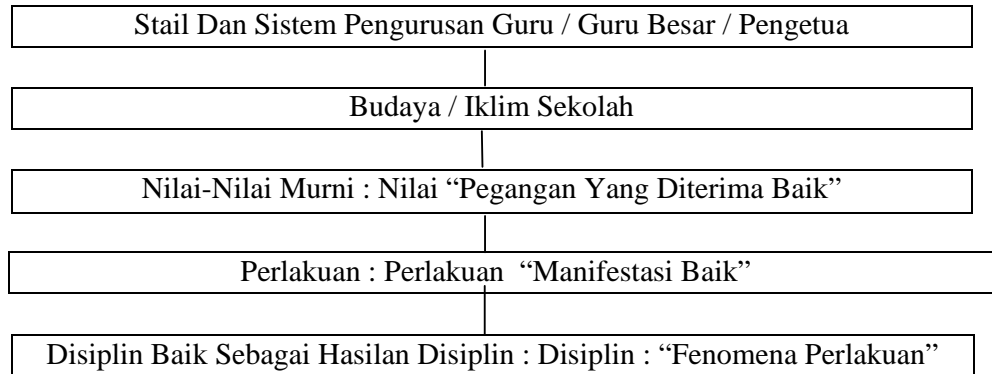 Stail Dan Sistem Pengurusan Guru / Guru Besar / Pengetua
Budaya / Iklim Sekolah
Nilai-Nilai Murni : Nilai “Pegangan Yang Diterima Baik”
Perlakuan : Perlakuan “Manifestasi Baik”
Disiplin Baik Sebagai Hasilan Disiplin : Disiplin : “Fenomena Perlakuan”